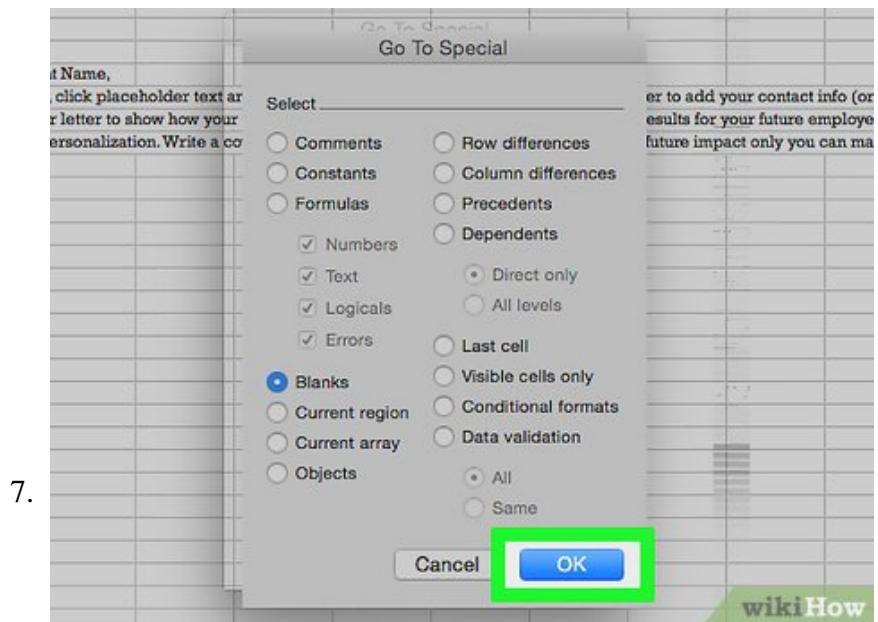 Go To Special
Go To Special
t Name,
, click placeholder text ar
er to add your contact info (or
r letter to show how your
esults for your future employe
ersonalization. Write a co
future impact only you can ma
Select
Comments
Constants
Formulas
Numbers
Text
Logicals
Errors
Blanks
Current region
Current array
Objects
Row differences
Column differences
Precedents
Dependents
Direct only
All levels
Last cell
Visible cells only
Conditional formats
Data validation
All
Same
7.
Cancel
OK
wikiHow